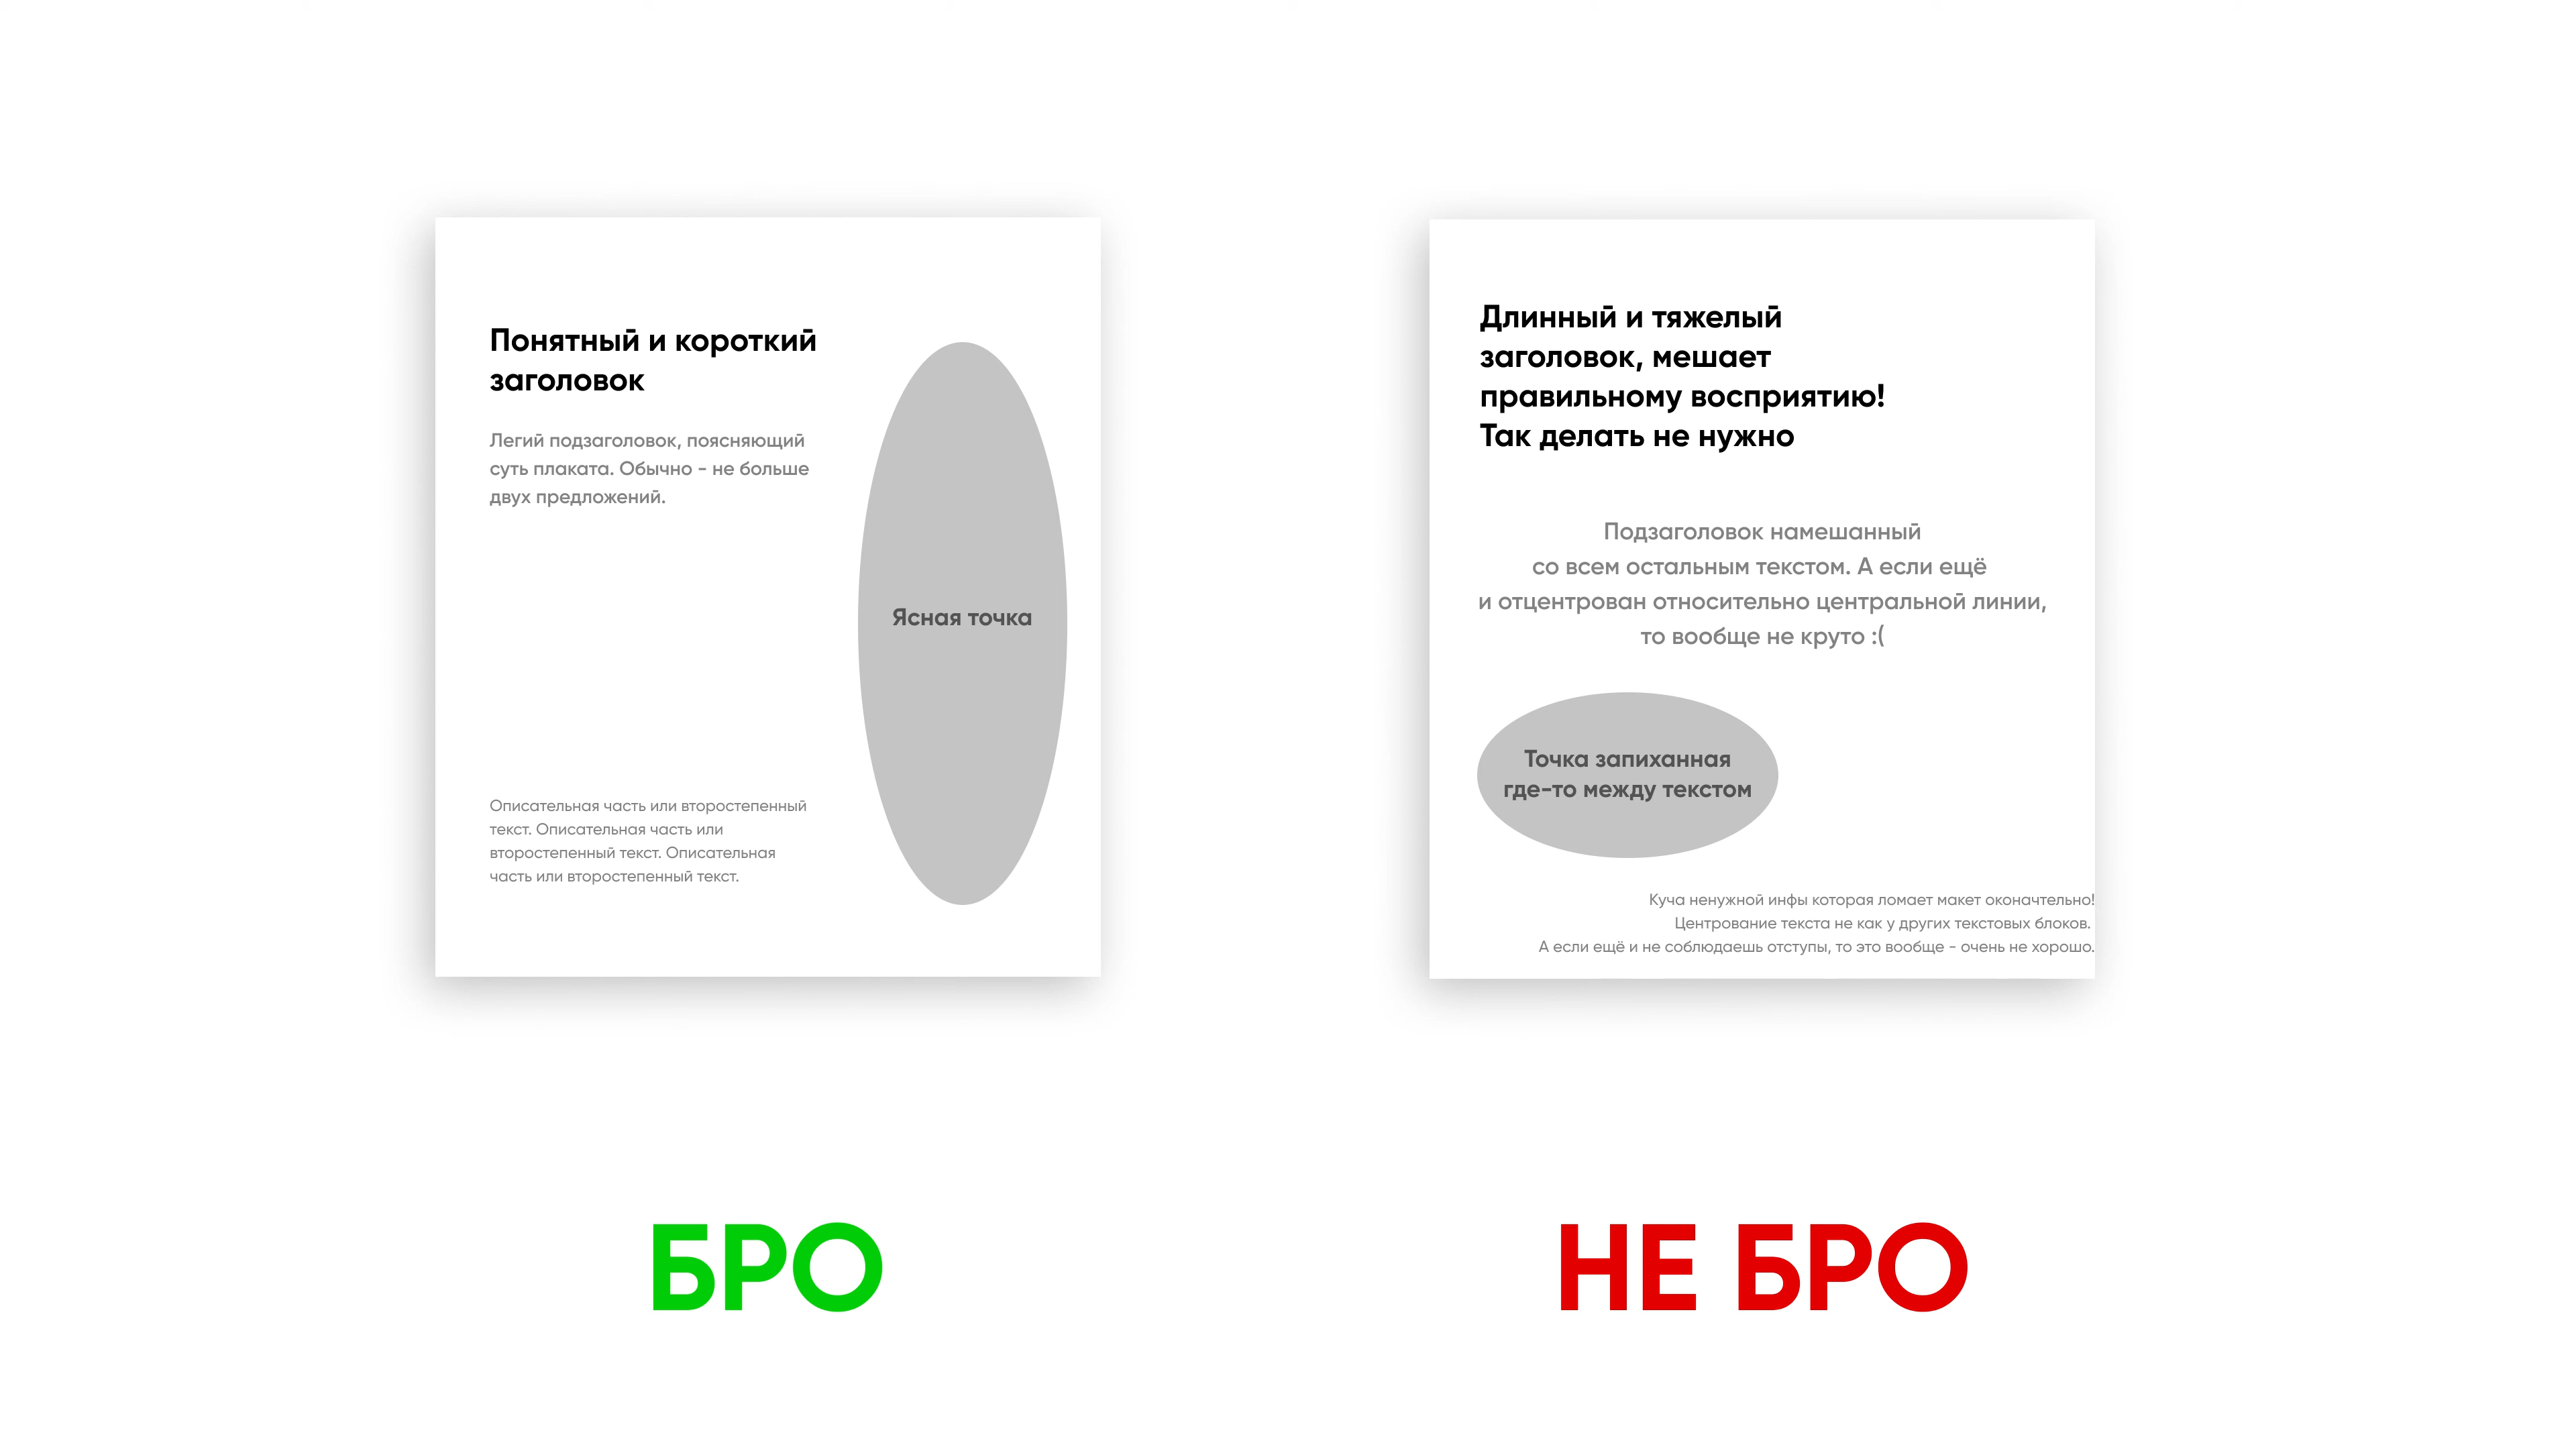 Понятный и короткий
заголовок
Легий подзаголовок, поясняющий
суть плаката. Обычно - не больше
двух предложений.
Ясная точка
Описательная часть или второстепенный
текст. Описательная часть или
второстепенный текст. Описательная
часть или второстепенный текст.
БРО
Длинный и тяжелый
заголовок, мешает
правильному восприятию!
Так делать не нужно
Подзаголовок намешанный
со всем остальным текстом. А если ещё
и отцентрован относительно центральной линии,
то вообще не круто :(
Точка запиханная
где-то между текстом
Куча ненужной инфы которая ломает макет оконачтельно!
Центрование текста не как у других текстовых блоков.
А если ещё и не соблюдаешь отступы, то это вообще - очень не хорошо.
НЕ БРО